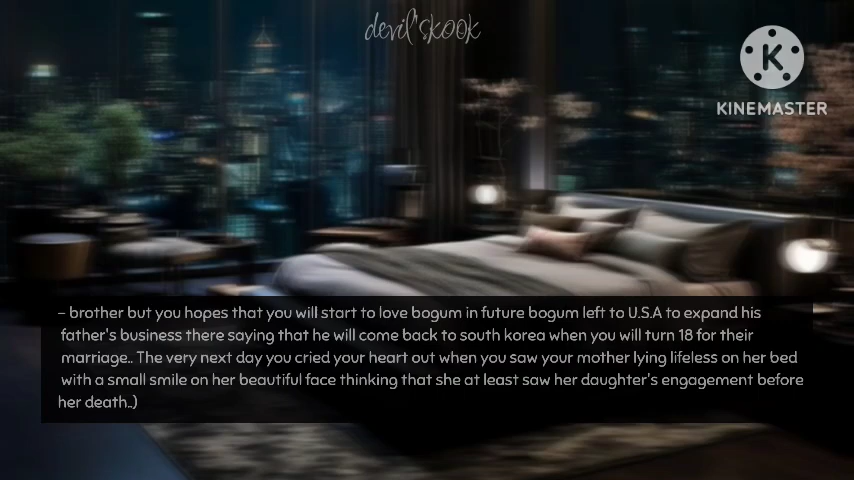 devil'skook
K
KINEMASTER
- brother but you hopes that you will start to love bogum in future bogum left to U.S.A to expand his
father's business there saying that he will come back to south korea when you will turn 18 for their
marriage.. The very next day you cried your heart out when you saw your mother lying lifeless on her bed
with a small smile on her beautiful face thinking that she at least saw her daughter's engagement before
her death..)